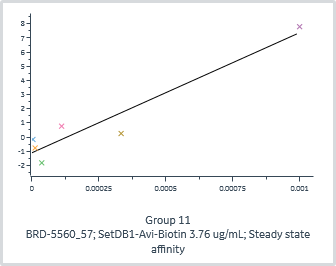 8
7
6
5
4
3
2
1
0
-1
-2
0 0.00025 0.0005 0.00075 0.001
Group 11
BRD-5560_57; SetDB1-Avi-Biotin 3.76 ug/mL; Steady state
affinity